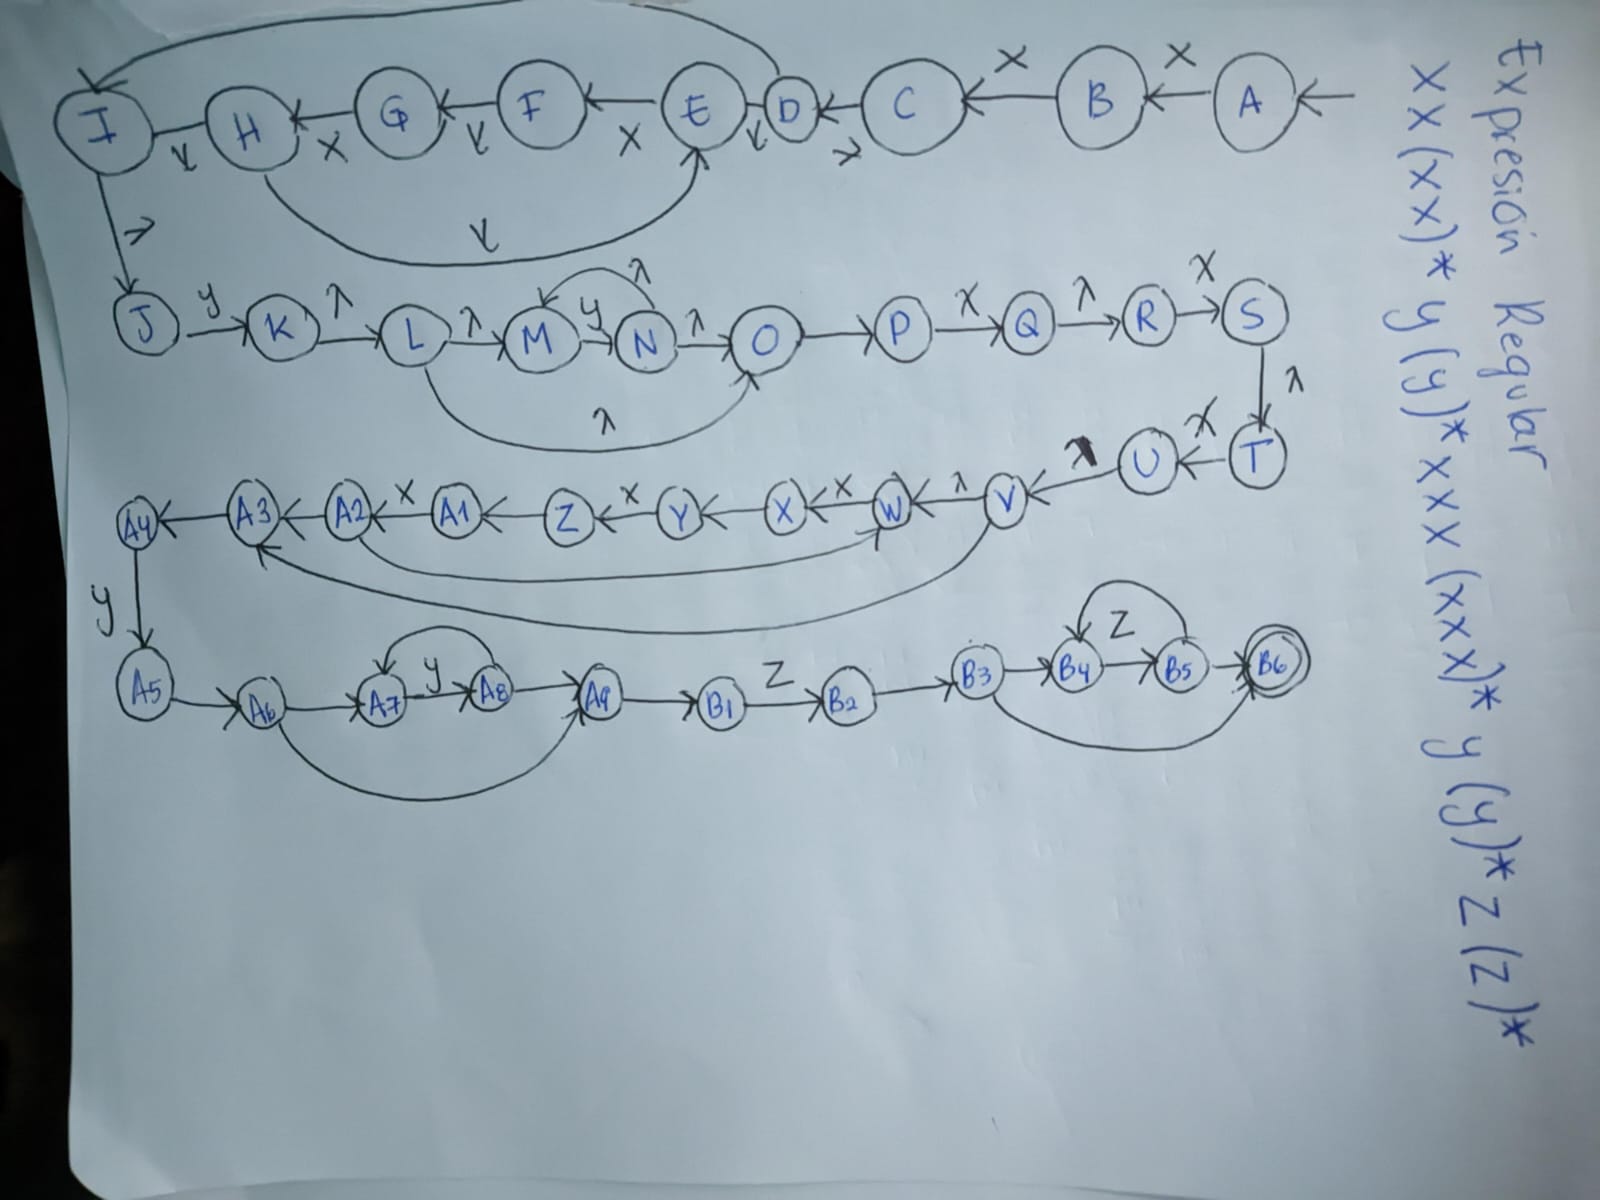 Expresión Regular
xx(xx)* y(y)* xxx(xxx)* y(y)* z(z)*
I H G F E D C B A
λ x λ x λ λ x x
λ λ
J K L M N O P Q R S
y λ λ y λ λ x λ x
λ λ
A4 A3 A2 A1 Z Y X W V U T
x x x λ λ x
y
A5 A6 A7 A8 A9 B1 B2 B3 B4 B5 B6
y z z